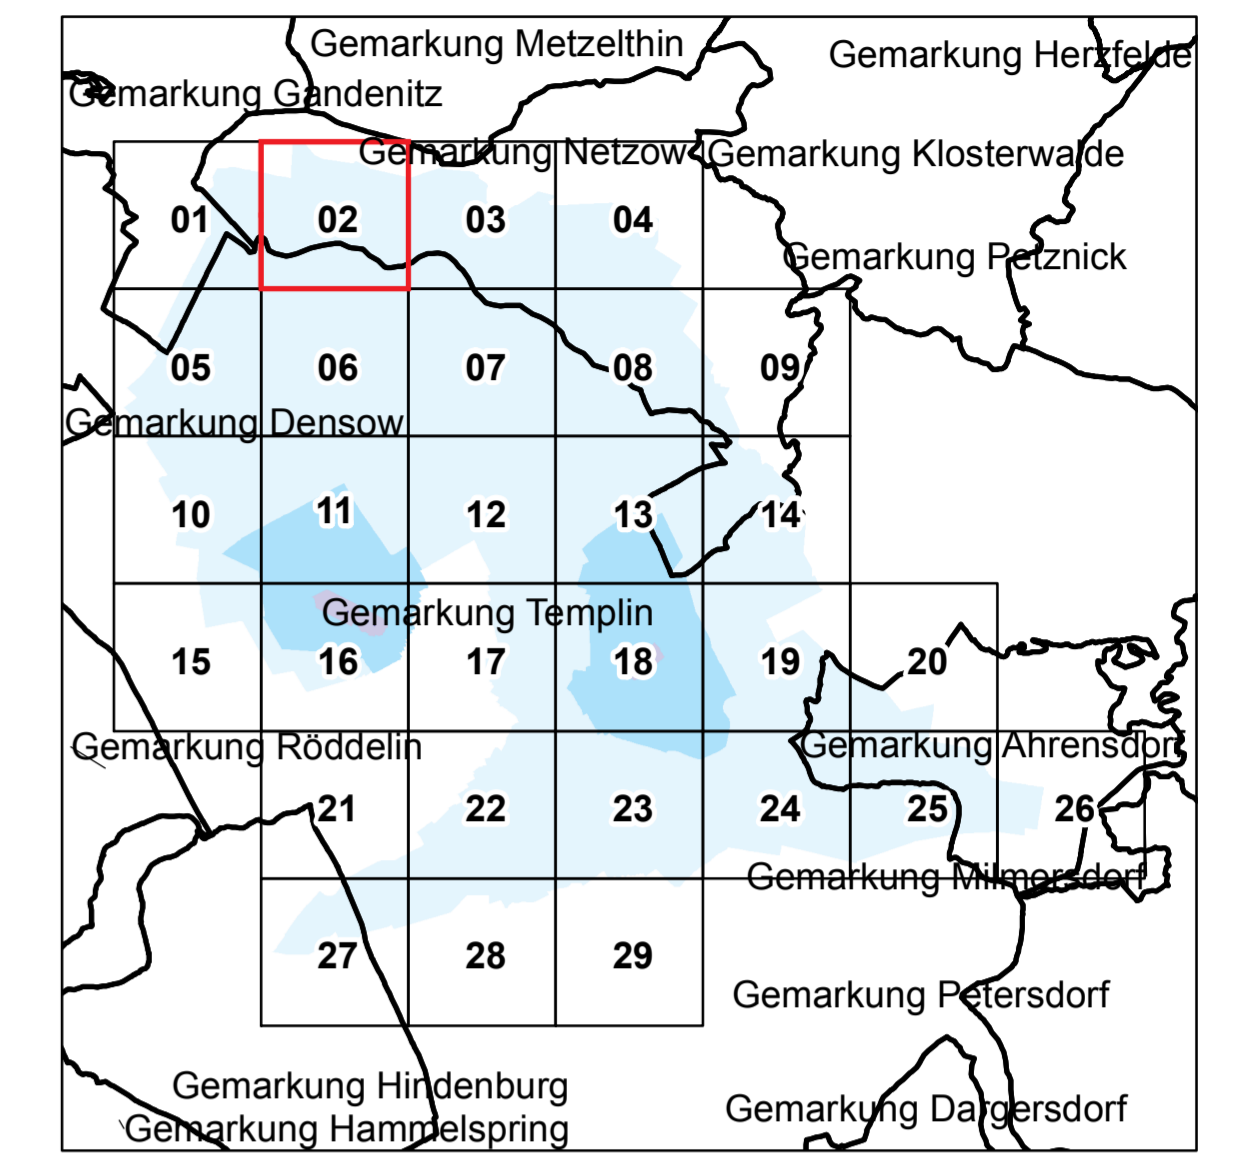 Gemarkung Metzelthin
Gemarkung Herzfelde
Gemarkung Gandenitz
Gemarkung Netzow
Gemarkung Klosterwalde
01 02 03 04
Gemarkung Petznick
05 06 07 08 09
Gemarkung Densow
10 11 12 13 14
Gemarkung Templin
15 16 17 18 19 20
Gemarkung Röddelin
Gemarkung Ahrensdorf
21 22 23 24 25 26
Gemarkung Milmersdorf
27 28 29
Gemarkung Petersdorf
Gemarkung Hindenburg
Gemarkung Dargersdorf
Gemarkung Hammelspring